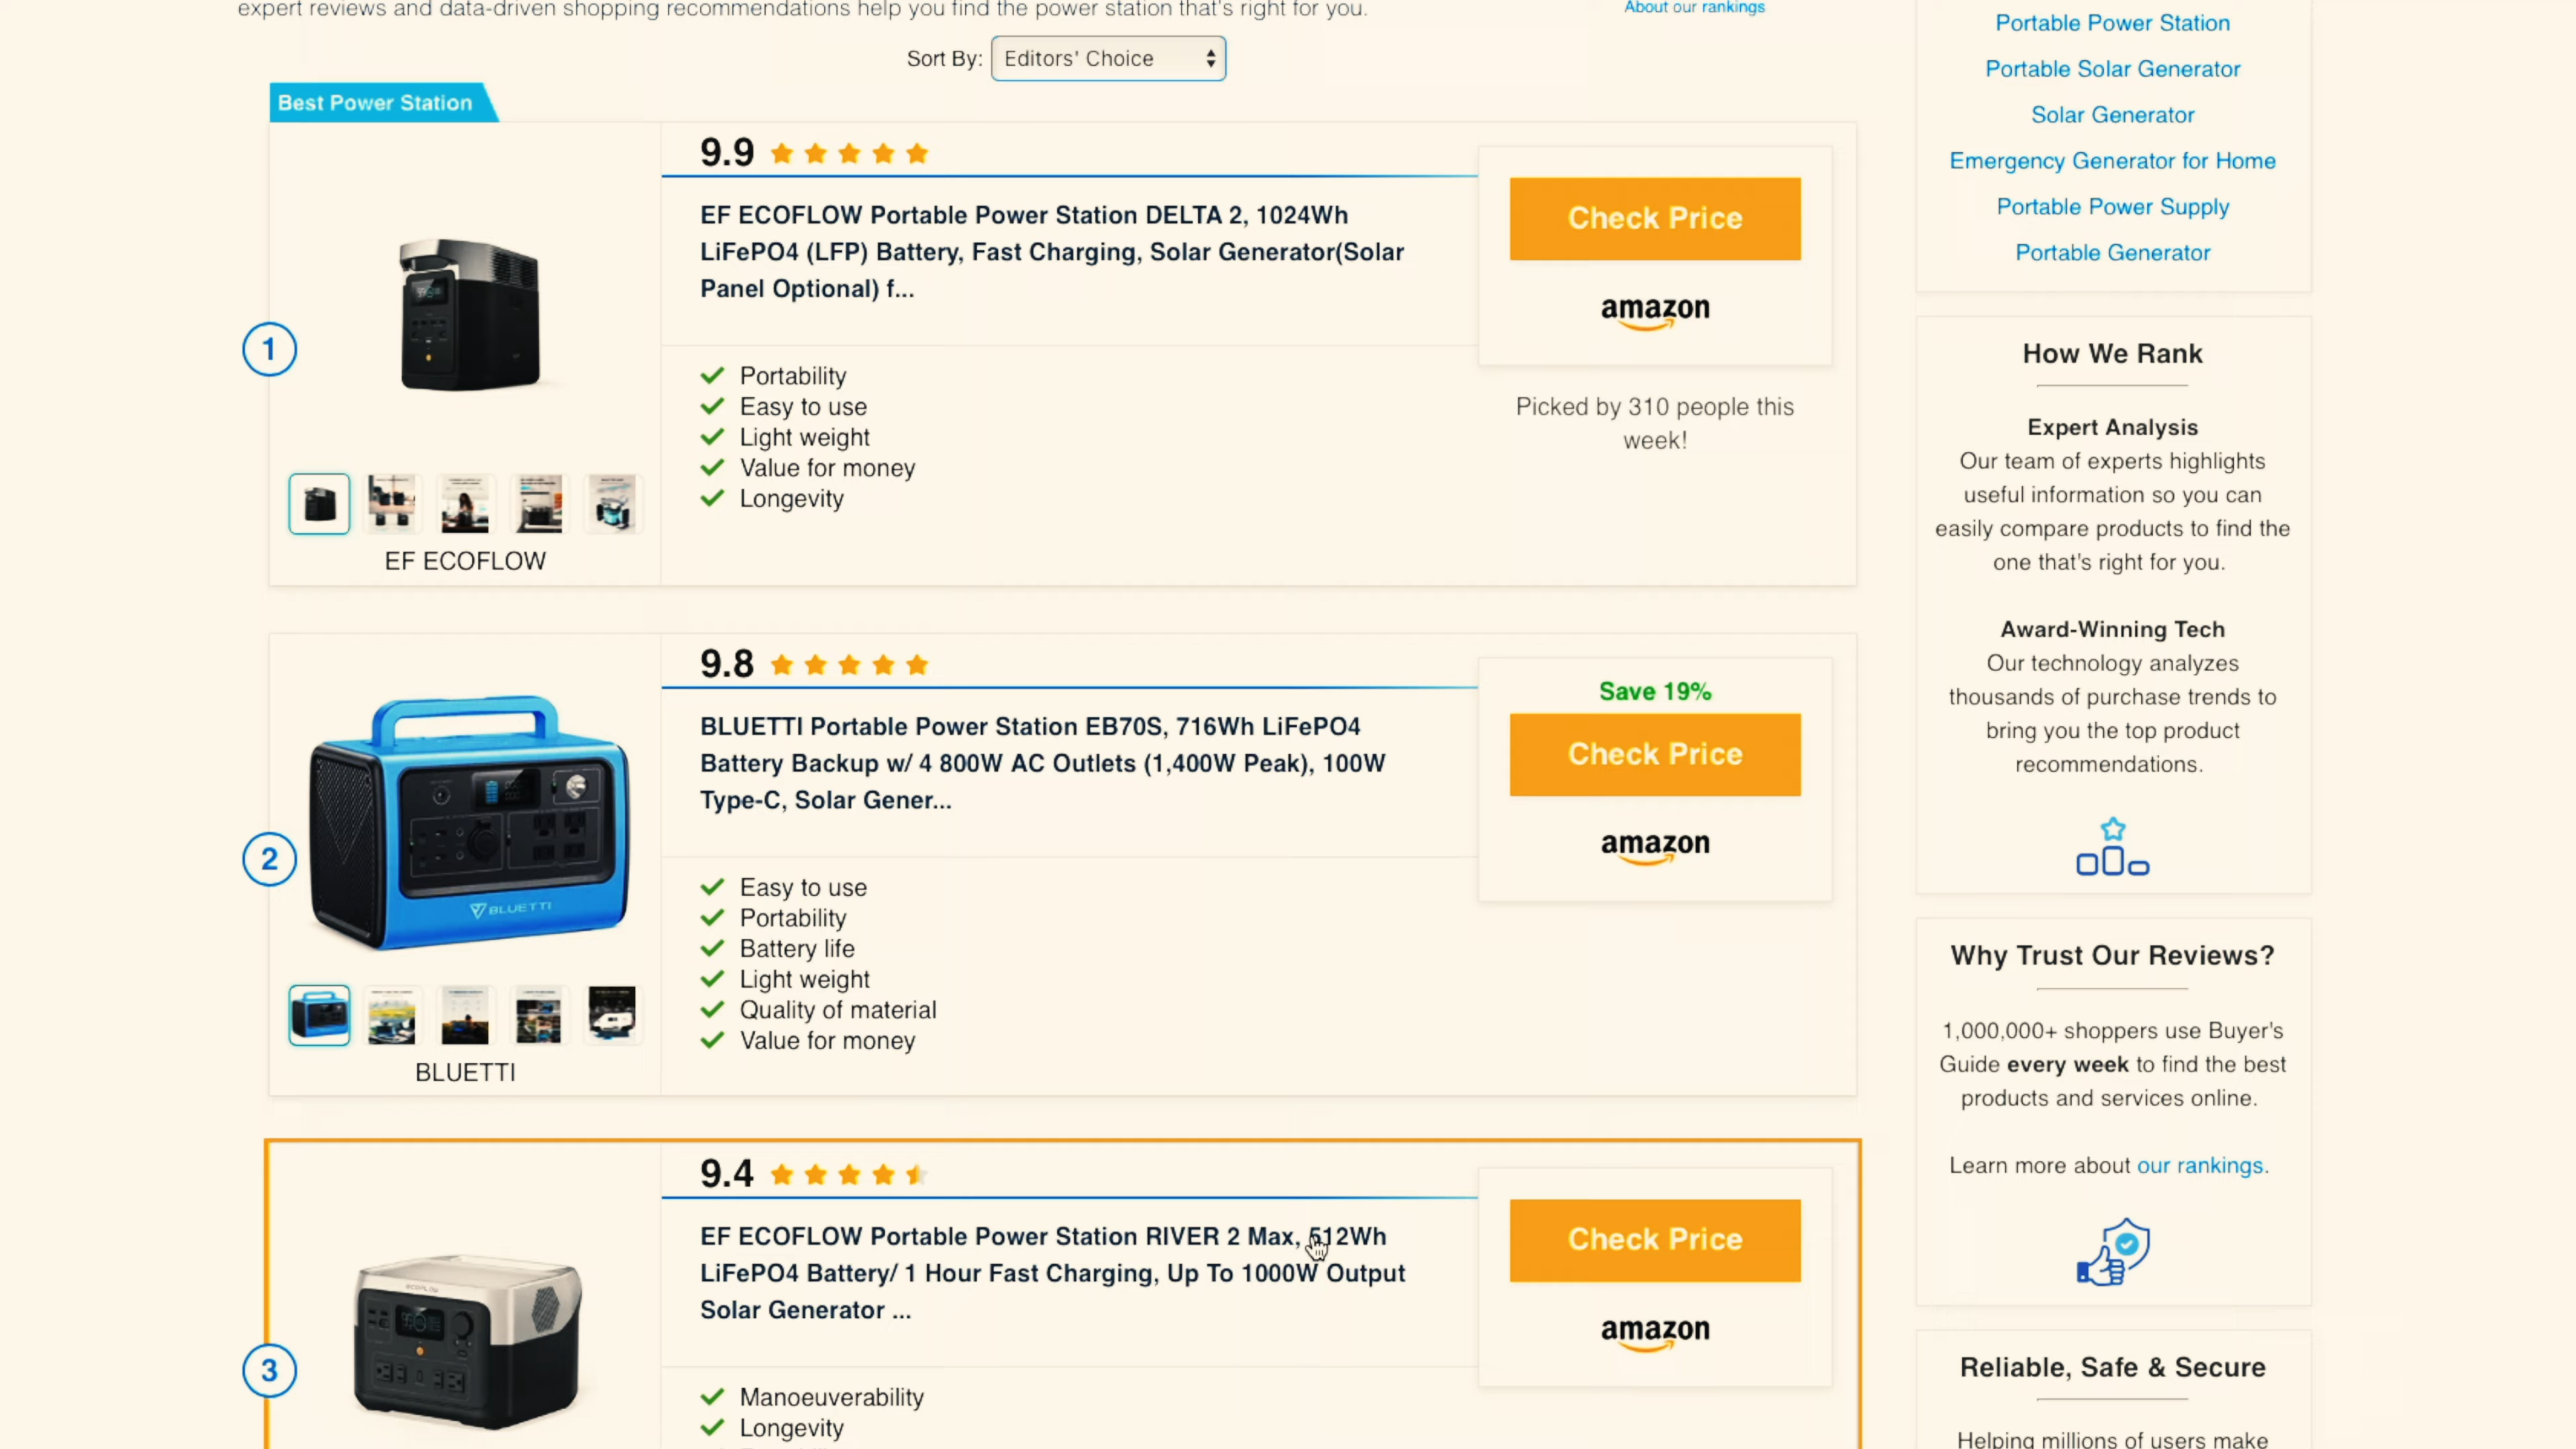 expert reviews and data-driven shopping recommendations help you find the power station that's right for you.
About our rankings
Sort By: Editors' Choice
Best Power Station
1
EF ECOFLOW
9.9
EF ECOFLOW Portable Power Station DELTA 2, 1024Wh
LiFePO4 (LFP) Battery, Fast Charging, Solar Generator(Solar
Panel Optional) f...
Portability
Easy to use
Light weight
Value for money
Longevity
Check Price
amazon
Picked by 310 people this
week!
2
BLUETTI
BLUETTI
9.8
BLUETTI Portable Power Station EB70S, 716Wh LiFePO4
Battery Backup w/ 4 800W AC Outlets (1,400W Peak), 100W
Type-C, Solar Gener...
Easy to use
Portability
Battery life
Light weight
Quality of material
Value for money
Save 19%
Check Price
amazon
3
ECOFLOW
9.4
EF ECOFLOW Portable Power Station RIVER 2 Max, 512Wh
LiFePO4 Battery/ 1 Hour Fast Charging, Up To 1000W Output
Solar Generator ...
Manoeuverability
Longevity
Check Price
amazon
Portable Power Station
Portable Solar Generator
Solar Generator
Emergency Generator for Home
Portable Power Supply
Portable Generator
How We Rank
Expert Analysis
Our team of experts highlights
useful information so you can
easily compare products to find the
one that's right for you.
Award-Winning Tech
Our technology analyzes
thousands of purchase trends to
bring you the top product
recommendations.
Why Trust Our Reviews?
1,000,000+ shoppers use Buyer's
Guide every week to find the best
products and services online.
Learn more about our rankings.
Reliable, Safe & Secure
Helping millions of users make